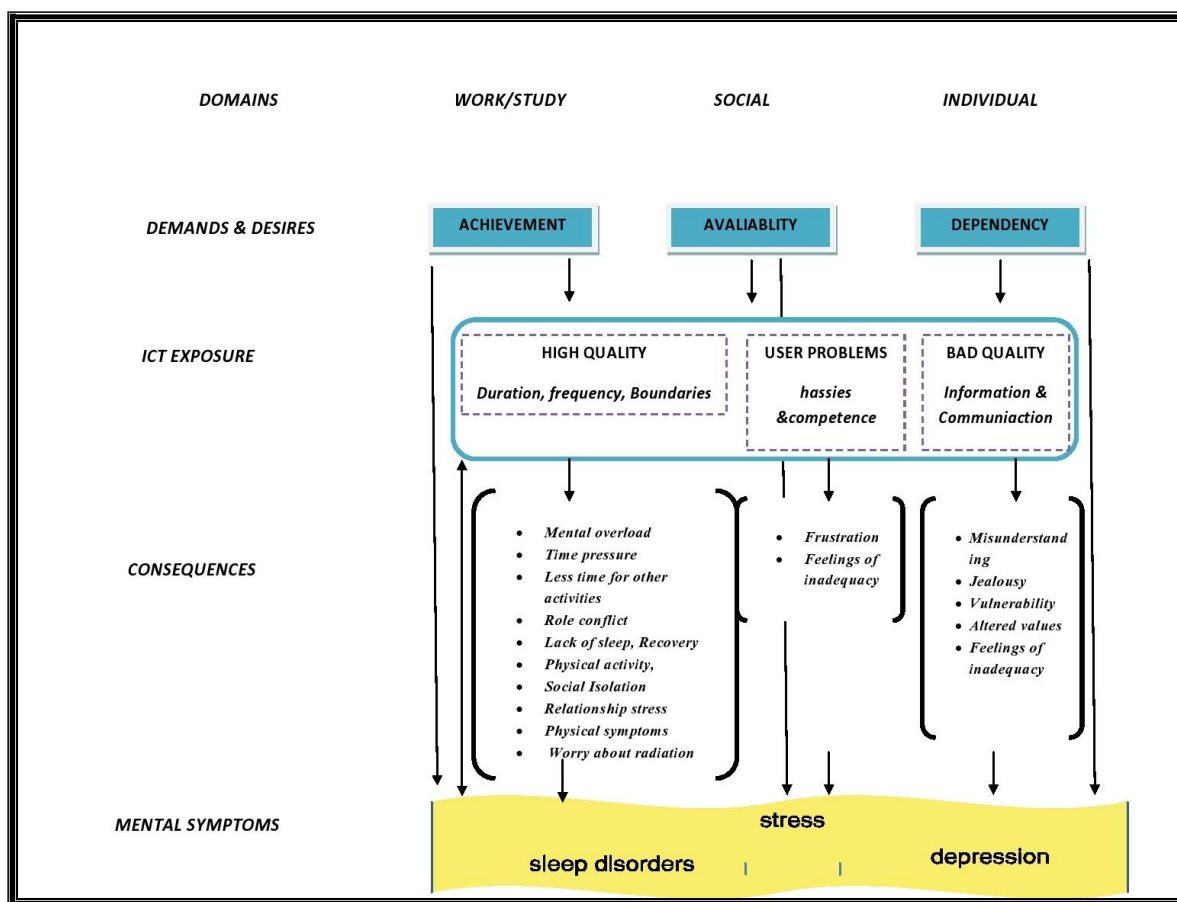 DOMAINS WORK/STUDY SOCIAL INDIVIDUAL
DEMANDS & DESIRES ACHIEVEMENT AVALIABLITY DEPENDENCY
ICT EXPOSURE
HIGH QUALITY
Duration, frequency, Boundaries
USER PROBLEMS
hassies
&competence
BAD QUALITY
Information &
Communiaction
CONSEQUENCES
• Mental overload
• Time pressure
• Less time for other
activities
• Role conflict
• Lack of sleep, Recovery
• Physical activity,
• Social Isolation
• Relationship stress
• Physical symptoms
• Worry about radiation
• Frustration
• Feelings of
inadequacy
• Misunderstand
ing
• Jealousy
• Vulnerability
• Altered values
• Feelings of
inadequacy
MENTAL SYMPTOMS
stress
sleep disorders
depression